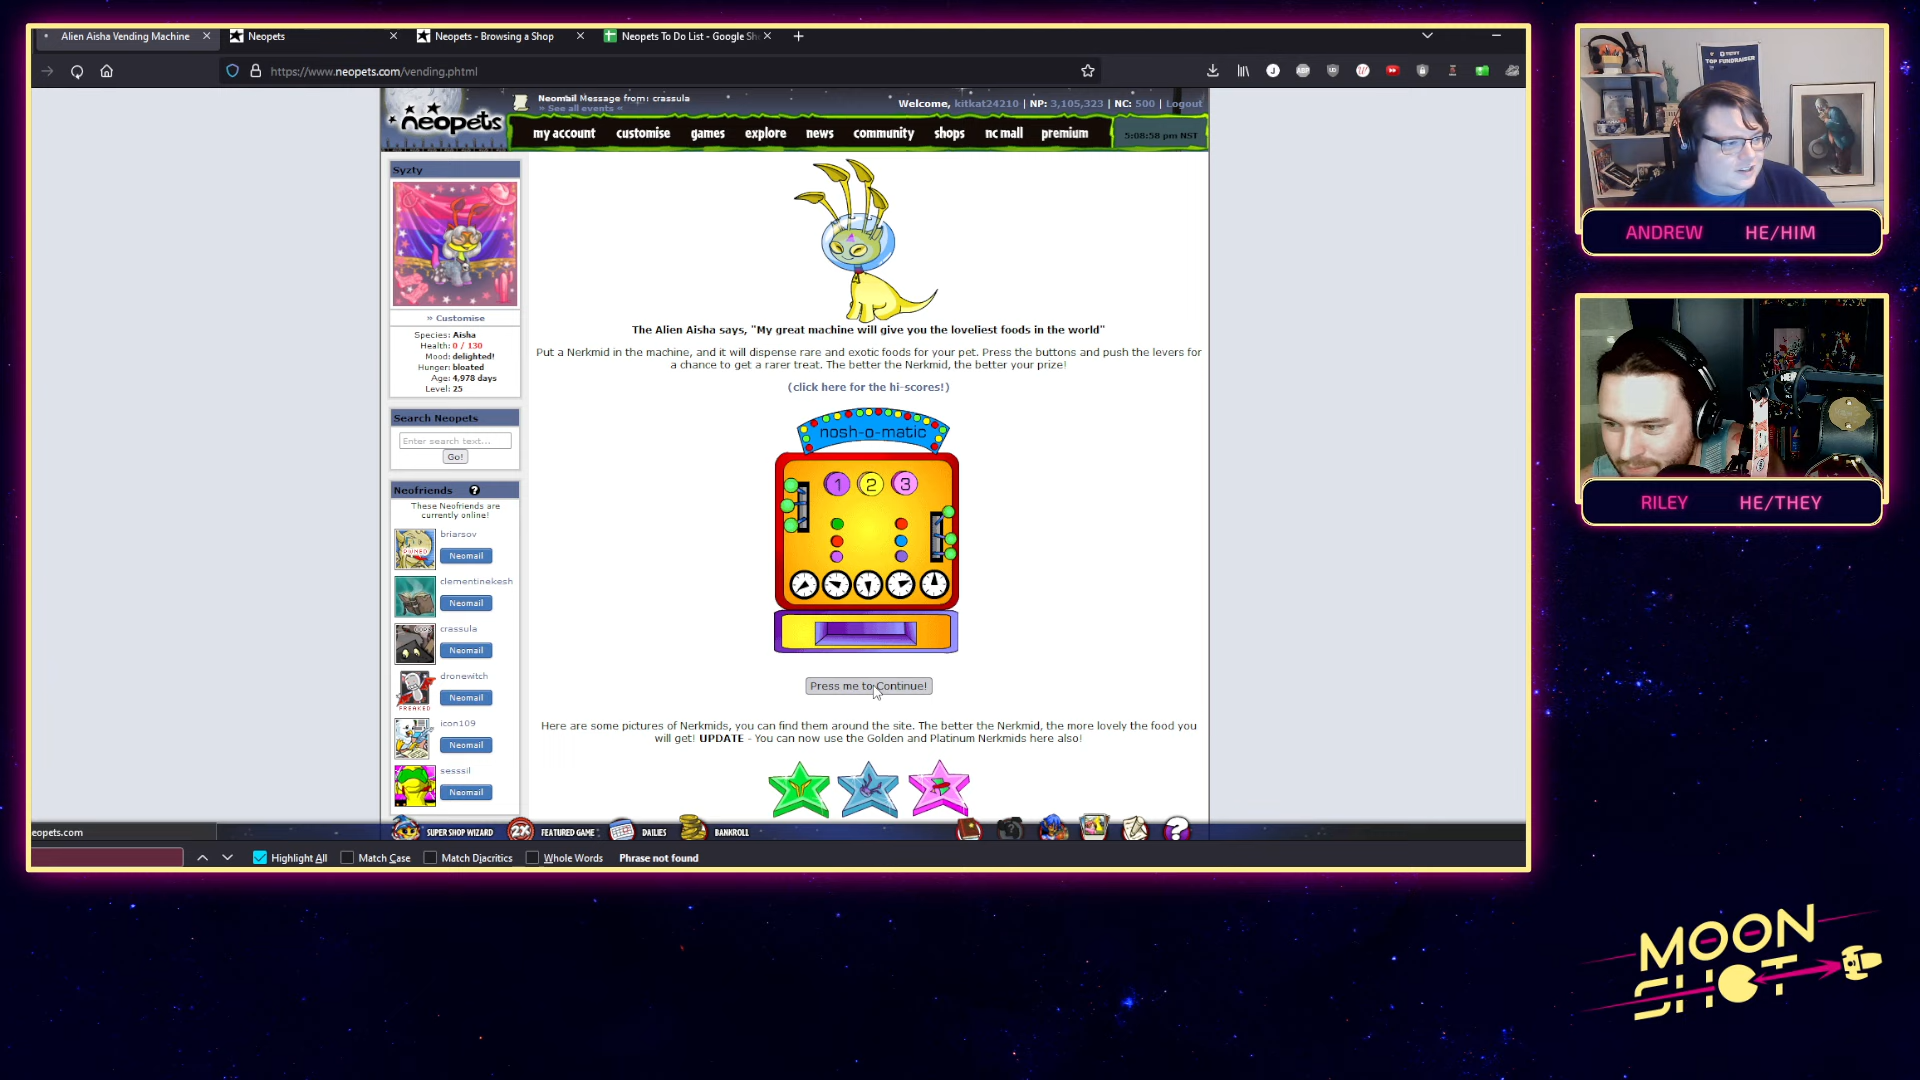 Alien Aisha Vending Machine
Neopets
Neopets - Browsing a Shop
Neopets To Do List - Google Sh
https://www.neopets.com/vending.phtml
Neomail Message from: crassula
» See all events «
Welcome, kitkat24210 | NP: 3,105,323 | NC: 500 | Logout
neopets
my account
customise
games
explore
news
community
shops
nc mall
premium
5:08:58 pm NST
Syzty
» Customise
Species: Aisha
Health: 0 / 130
Mood: delighted!
Hunger: bloated
Age: 4,978 days
Level: 25
Search Neopets
Enter search text...
Go!
Neofriends
These Neofriends are
currently online!
briarsov
Neomail
clementinekesh
Neomail
crassula
Neomail
dronewitch
Neomail
icon109
Neomail
sesssil
Neomail
The Alien Aisha says, "My great machine will give you the loveliest foods in the world"
Put a Nerkmid in the machine, and it will dispense rare and exotic foods for your pet. Press the buttons and push the levers for
a chance to get a rarer treat. The better the Nerkmid, the better your prize!
(click here for the hi-scores!)
nosh-o-matic
1 2 3
Press me to Continue!
Here are some pictures of Nerkmids, you can find them around the site. The better the Nerkmid, the more lovely the food you
will get! UPDATE - You can now use the Golden and Platinum Nerkmids here also!
eopets.com
SUPER SHOP WIZARD
2X
FEATURED GAME
DAILIES
BANKROLL
Highlight All
Match Case
Match Diacritics
Whole Words
Phrase not found
TOP FUNDRAISER
ANDREW HE/HIM
RILEY HE/THEY
MOON
SHOT